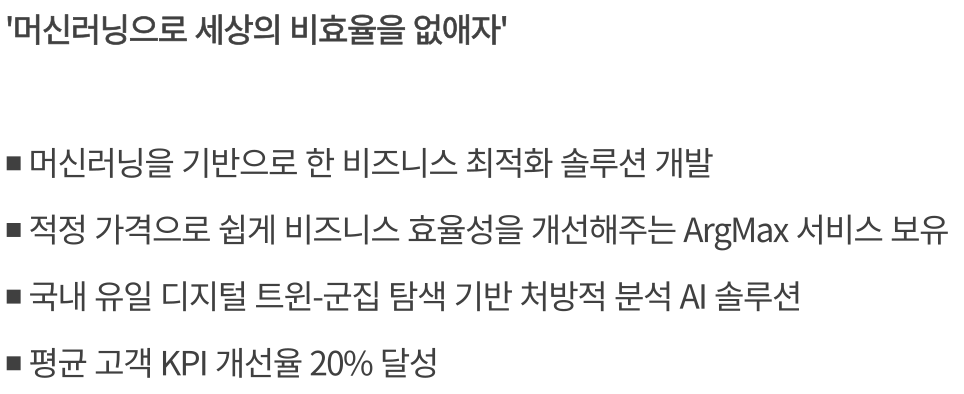 '머신러닝으로 세상의 비효율을 없애자'
■ 머신러닝을 기반으로 한 비즈니스 최적화 솔루션 개발
■ 적정 가격으로 쉽게 비즈니스 효율성을 개선해주는 ArgMax 서비스 보유
■ 국내 유일 디지털 트윈-군집 탐색 기반 처방적 분석 AI 솔루션
■ 평균 고객 KPI 개선율 20% 달성